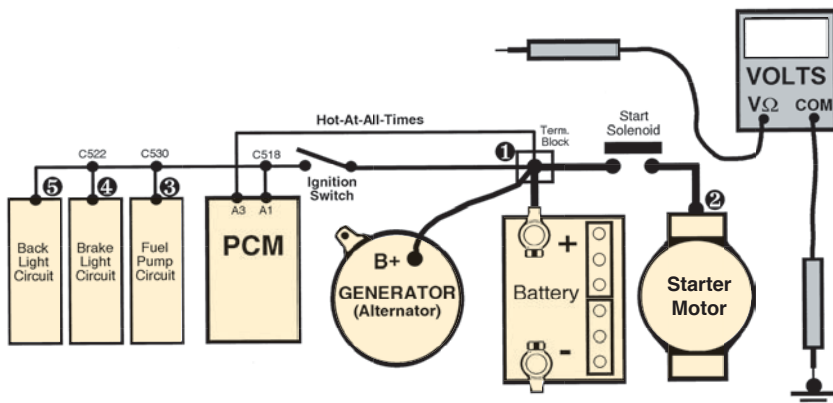 VOLTS
VΩ COM
Hot-At-All-Times
Term.
Block
Start
Solenoid
C522
C530
C518
Ignition
Switch
1
2
3
4
5
A3 A1
PCM
Back
Light
Circuit
Brake
Light
Circuit
Fuel
Pump
Circuit
B+
GENERATOR
(Alternator)
+
Battery
-
Starter
Motor